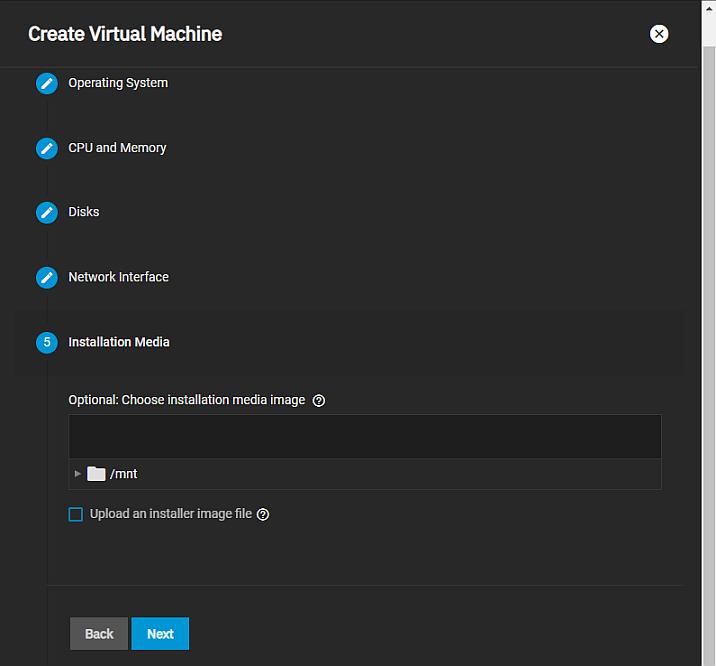 Create Virtual Machine
Operating System
CPU and Memory
Disks
Network Interface
5 Installation Media
Optional: Choose installation media image
/mnt
Upload an installer image file
Back Next